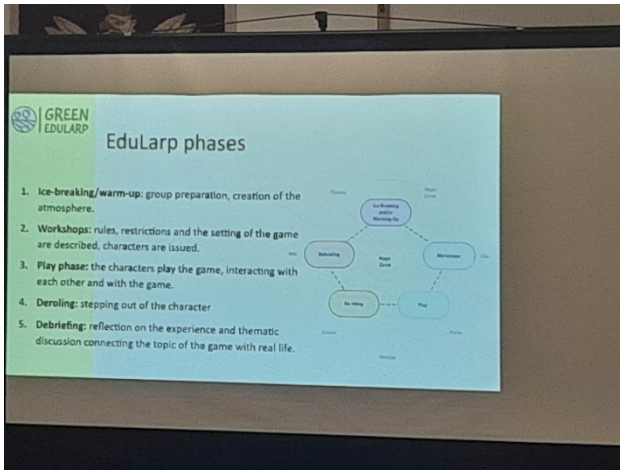 GREEN
EDULARP
EduLarp phases
1. Ice-breaking/warm-up: group preparation, creation of the
atmosphere.
2. Workshops: rules, restrictions and the setting of the game
are described, characters are issued.
3. Play phase: the characters play the game, interacting with
each other and with the game.
4. Deroling: stepping out of the character
5. Debriefing: reflection on the experience and thematic
discussion connecting the topic of the game with real life.
Ice-Breaking
and/or
Warming-Up
Debriefing
Magic
Circle
Workshops
De-roling
Play
Magic
Circle